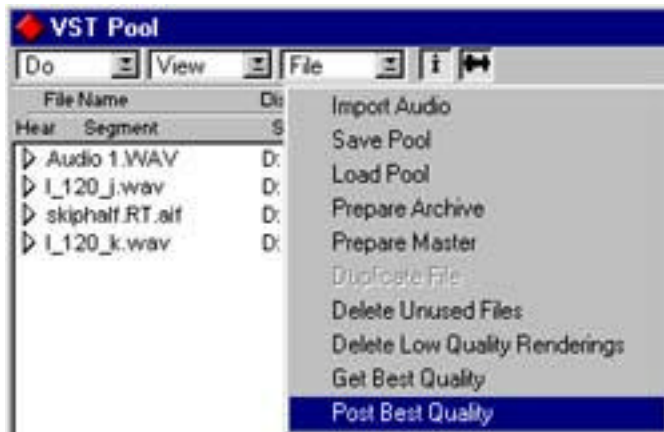 VST Pool
Do View File i
File Name Dis
Hear Segment S
Audio 1.WAV D:
I_120_j.wav D:
skiphalf.RT.aif D:
I_120_k.wav D:
Import Audio
Save Pool
Load Pool
Prepare Archive
Prepare Master
Duplicate File
Delete Unused Files
Delete Low Quality Renderings
Get Best Quality
Post Best Quality